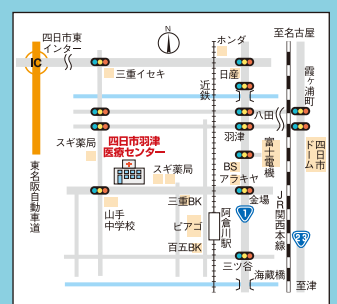 四日市東
インター
N
ホンダ
至名古屋
IC
三重イセキ
日産
近鉄
霞ヶ浦町
八田
羽津
スギ薬局
四日市羽津
医療センター
スギ薬局
富士電機
四日市
ドーム
BS
アラキヤ
三重BK
金場
東名阪自動車道
山手
中学校
ピアゴ
阿倉川駅
1
JR関西本線
23
百五BK
三ツ谷
海蔵橋
至津